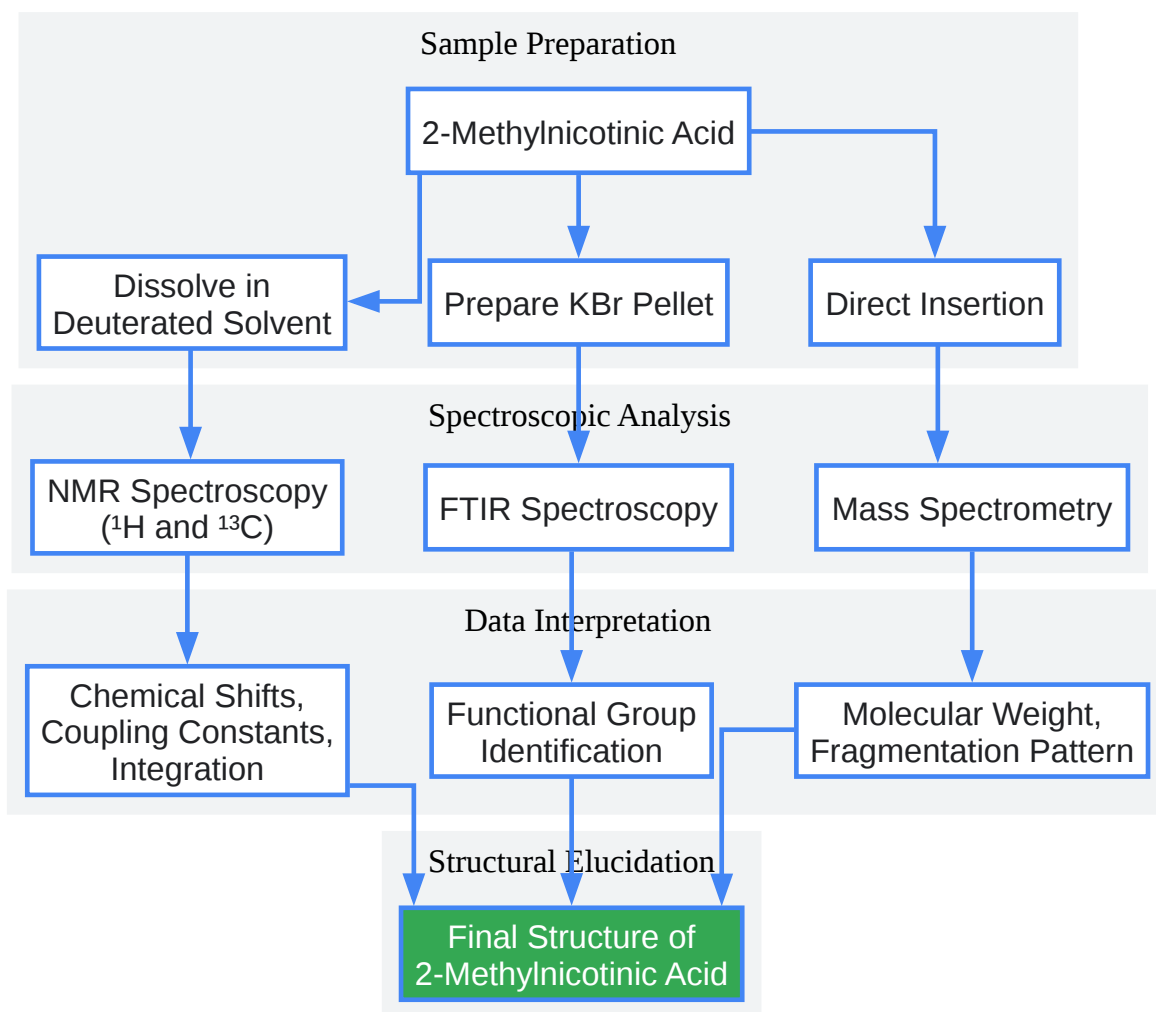 Sample Preparation
2-Methylnicotinic Acid
Dissolve in
Deuterated Solvent
Prepare KBr Pellet
Direct Insertion
Spectroscopic Analysis
NMR Spectroscopy
(¹H and ¹³C)
FTIR Spectroscopy
Mass Spectrometry
Data Interpretation
Chemical Shifts,
Coupling Constants,
Integration
Functional Group
Identification
Molecular Weight,
Fragmentation Pattern
Structural Elucidation
Final Structure of
2-Methylnicotinic Acid